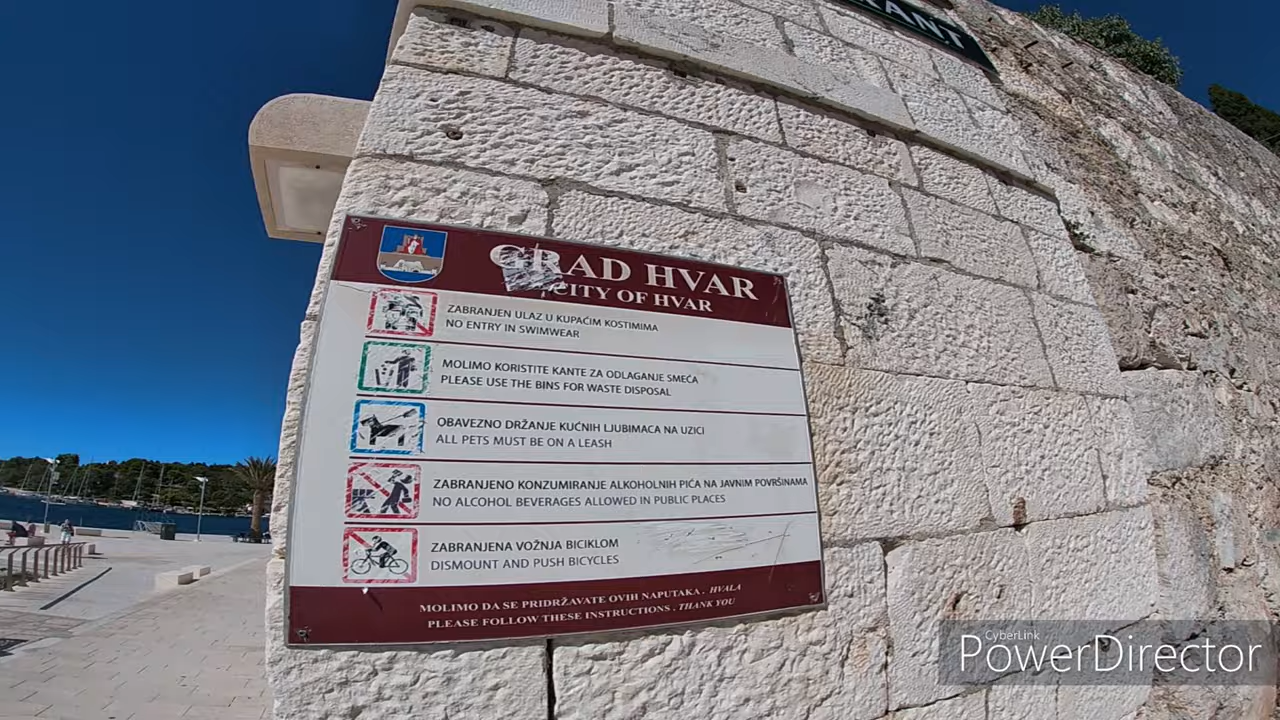 RANT
GRAD HVAR
CITY OF HVAR
ZABRANJEN ULAZ U KUPAĆIM KOSTIMIMA
NO ENTRY IN SWIMWEAR
MOLIMO KORISTITE KANTE ZA ODLAGANJE SMEĆA
PLEASE USE THE BINS FOR WASTE DISPOSAL
OBAVEZNO DRŽANJE KUĆNIH LJUBIMACA NA UZICI
ALL PETS MUST BE ON A LEASH
ZABRANJENO KONZUMIRANJE ALKOHOLNIH PIĆA NA JAVNIM POVRŠINAMA
NO ALCOHOL BEVERAGES ALLOWED IN PUBLIC PLACES
ZABRANJENA VOŽNJA BICIKLOM
DISMOUNT AND PUSH BICYCLES
MOLIMO DA SE PRIDRŽAVATE OVIH NAPUTAKA . HVALA
PLEASE FOLLOW THESE INSTRUCTIONS . THANK YOU
CyberLink
PowerDirector